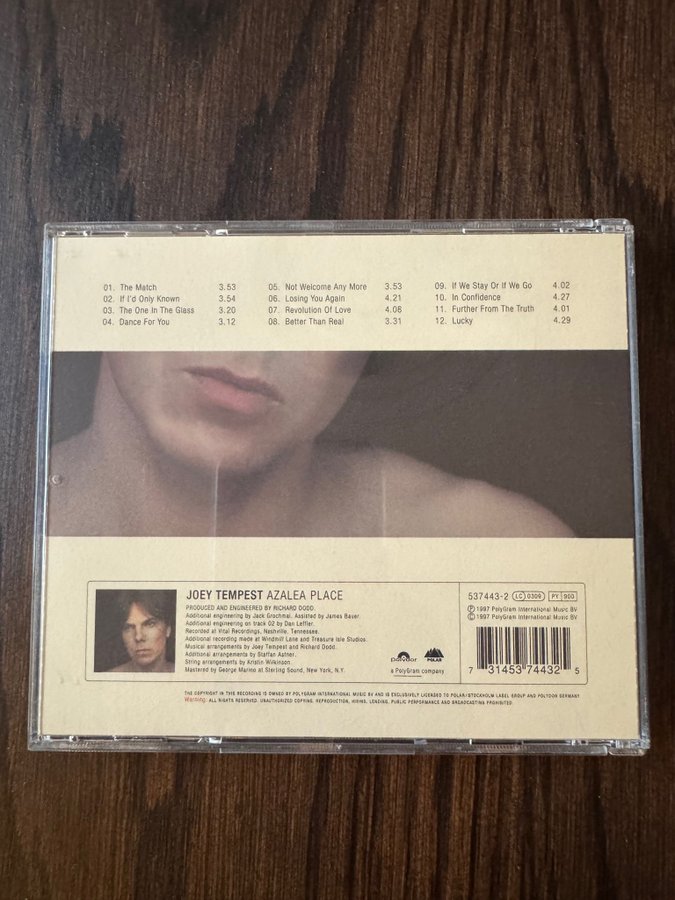 01. The Match 3.53
02. If I'd Only Known 3.54
03. The One In The Glass 3.20
04. Dance For You 3.12
05. Not Welcome Any More 3.53
06. Losing You Again 4.21
07. Revolution Of Love 4.08
08. Better Than Real 3.31
09. If We Stay Or If We Go 4.02
10. In Confidence 4.27
11. Further From The Truth 4.01
12. Lucky 4.29
JOEY TEMPEST AZALEA PLACE
PRODUCED AND ENGINEERED BY RICHARD DODD.
Additional engineering by Jack Grochmal. Assisted by James Bauer.
Additional engineering on track 02 by Dan Leffler.
Recorded at Vital Recordings, Nashville, Tennessee.
Additional recording made at Windmill Lane and Treasure Isle Studios.
Musical arrangements by Joey Tempest and Richard Dodd.
Additional arrangements by Staffan Astner.
String arrangements by Kristin Wilkinson.
Mastered by George Marino at Sterling Sound, New York, N.Y.
537443-2 LC 0309 PY 900
℗ 1997 PolyGram International Music BV
© 1997 PolyGram International Music BV
polydor
POLAR
a PolyGram company
7 31453 74432 5
THE COPYRIGHT IN THIS RECORDING IS OWNED BY POLYGRAM INTERNATIONAL MUSIC BV AND IS EXCLUSIVELY LICENSED TO POLAR/STOCKHOLM LABEL GROUP AND POLYDOR GERMANY.
Warning: ALL RIGHTS RESERVED. UNAUTHORIZED COPYING, REPRODUCTION, HIRING, LENDING, PUBLIC PERFORMANCE AND BROADCASTING PROHIBITED.